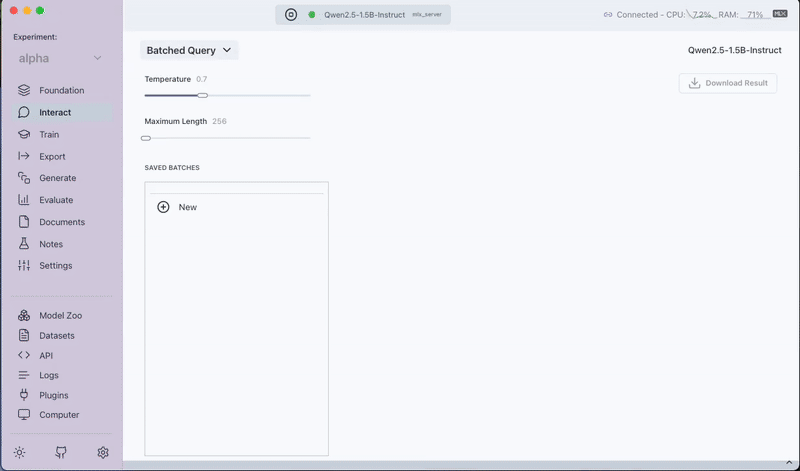 Experiment:
alpha
Foundation
Interact
Train
Export
Generate
Evaluate
Documents
Notes
Settings
Model Zoo
Datasets
API
Logs
Plugins
Computer
Qwen2.5-1.5B-Instruct mlx_server
Connected - CPU: 7.2% RAM: 71% MLX
Batched Query
Qwen2.5-1.5B-Instruct
Temperature 0.7
Download Result
Maximum Length 256
SAVED BATCHES
New